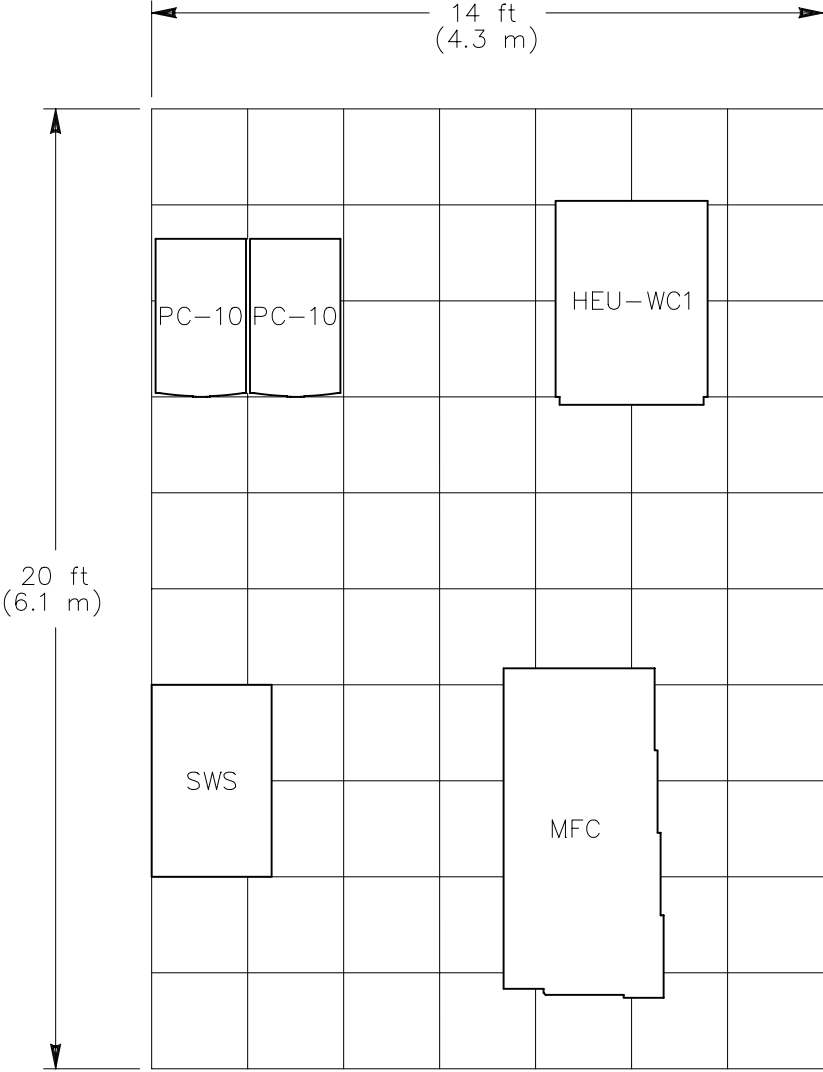 14 ft
(4.3 m)
HEU-WC1
PC-10 PC-10
20 ft
(6.1 m)
SWS
MFC